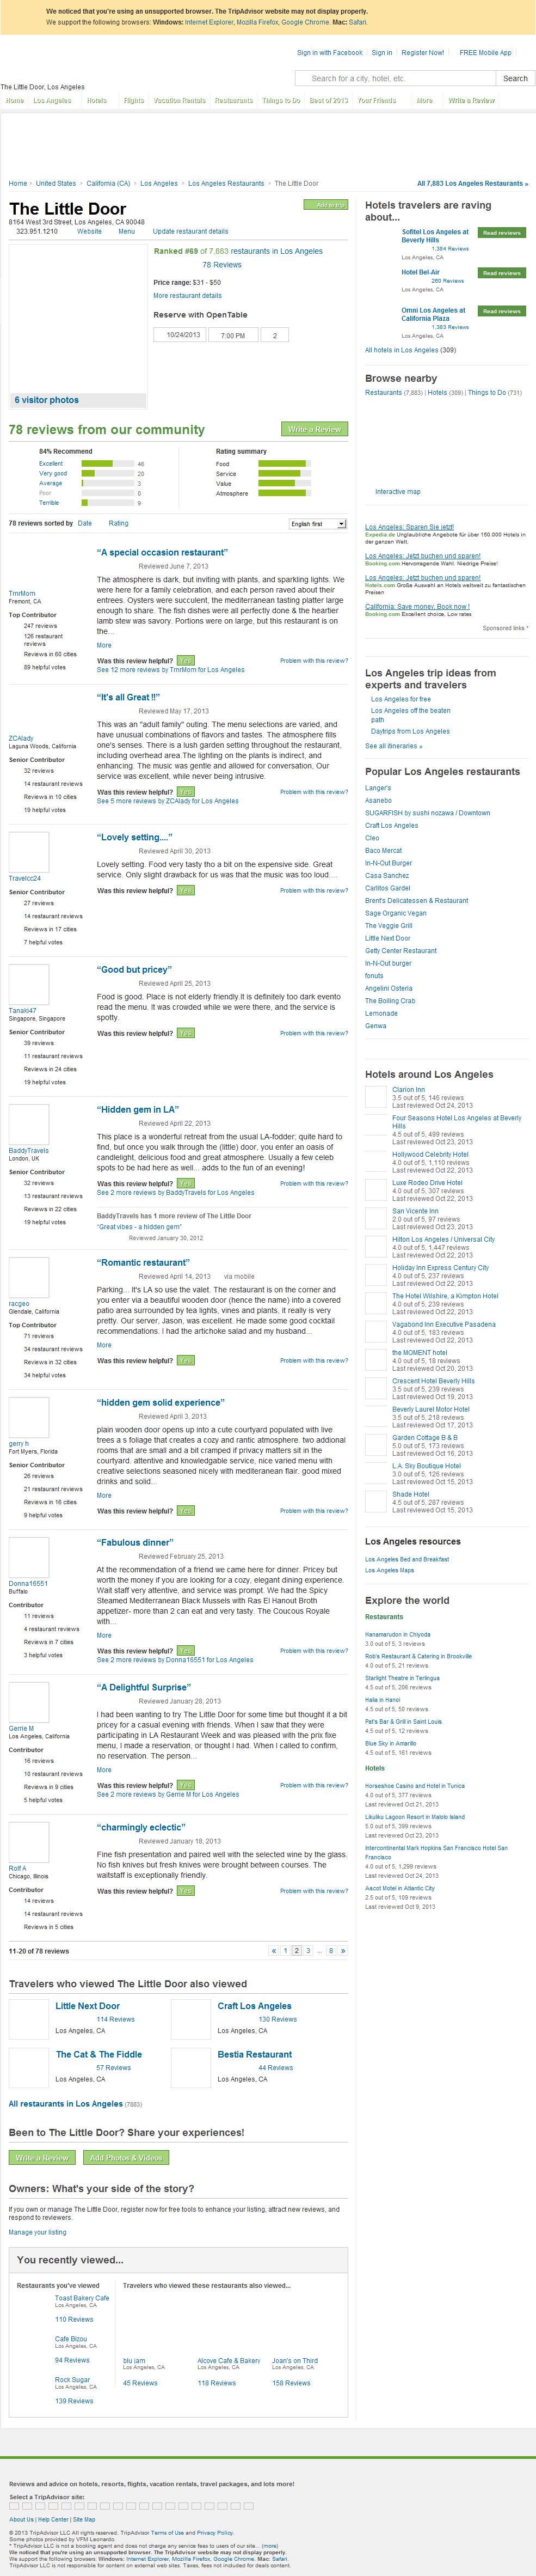 We noticed that you're using an unsupported browser. The TripAdvisor website may not display properly.
We support the following browsers: Windows: Internet Explorer, Mozilla Firefox, Google Chrome. Mac: Safari.
Sign in with Facebook
Sign in
Register Now!
FREE Mobile App
The Little Door, Los Angeles
Search for a city, hotel, etc.
Search
Home
Los Angeles
Hotels
Flights
Vacation Rentals
Restaurants
Things to Do
Best of 2013
Your Friends
More
Write a Review
Home > United States > California (CA) > Los Angeles > Los Angeles Restaurants > The Little Door
All 7,883 Los Angeles Restaurants »
The Little Door
Add to trip
8164 West 3rd Street, Los Angeles, CA 90048
323.951.1210 Website Menu Update restaurant details
Ranked #69 of 7,883 restaurants in Los Angeles
78 Reviews
Price range: $31 - $50
More restaurant details
Reserve with OpenTable
10/24/2013
7:00 PM
2
6 visitor photos
78 reviews from our community
Write a Review
84% Recommend
Excellent 46
Very good 20
Average 3
Poor 0
Terrible 9
Rating summary
Food
Service
Value
Atmosphere
78 reviews sorted by Date Rating
English first
“A special occasion restaurant”
Reviewed June 7, 2013
TrnrMom
Fremont, CA
Top Contributor
247 reviews
126 restaurant reviews
Reviews in 60 cities
89 helpful votes
The atmosphere is dark, but inviting with plants, and sparkling lights. We
were here for a family celebration, and each person raved about their
entrees. Oysters were succulent, the mediterranean tasting platter large
enough to share. The fish dishes were all perfectly done & the heartier
lamb stew was savory. Portions were large, but this restaurant is on
the...
More
Was this review helpful? Yes
Problem with this review?
See 12 more reviews by TrnrMom for Los Angeles
“It's all Great !!”
Reviewed May 17, 2013
ZCAlady
Laguna Woods, California
Senior Contributor
32 reviews
14 restaurant reviews
Reviews in 10 cities
19 helpful votes
This was an "adult family" outing. The menu selections are varied, and
have unusual combinations of flavors and tastes. The atmosphere fills
one's senses. There is a lush garden setting throughout the restaurant,
including overhead area The lighting on the plants is indirect, and
enhancing. The music was gentle and allowed for conversation, Our
service was excellent, while never being intrusive.
Was this review helpful? Yes
Problem with this review?
See 5 more reviews by ZCAlady for Los Angeles
“Lovely setting....”
Reviewed April 30, 2013
Travelcc24
Senior Contributor
27 reviews
14 restaurant reviews
Reviews in 17 cities
7 helpful votes
Lovely setting. Food very tasty tho a bit on the expensive side. Great
service. Only slight drawback for us was that the music was too loud....
Was this review helpful? Yes
Problem with this review?
“Good but pricey”
Reviewed April 25, 2013
Tanaki47
Singapore, Singapore
Senior Contributor
39 reviews
11 restaurant reviews
Reviews in 24 cities
19 helpful votes
Food is good. Place is not elderly friendly.It is definitely too dark evento
read the menu. It was crowded while we were there, and the service is
spotty.
Was this review helpful? Yes
Problem with this review?
“Hidden gem in LA”
Reviewed April 22, 2013
BaddyTravels
London, UK
Senior Contributor
32 reviews
13 restaurant reviews
Reviews in 22 cities
19 helpful votes
This place is a wonderful retreat from the usual LA-fodder; quite hard to
find, but once you walk through the (little) door, you enter an oasis of
candlelight, delicious food and great atmosphere. Usually a few celeb
spots to be had here as well... adds to the fun of an evening!
Was this review helpful? Yes
Problem with this review?
See 2 more reviews by BaddyTravels for Los Angeles
BaddyTravels has 1 more review of The Little Door
“Great vibes - a hidden gem”
Reviewed January 30, 2012
“Romantic restaurant”
Reviewed April 14, 2013 via mobile
racgeo
Glendale, California
Top Contributor
71 reviews
34 restaurant reviews
Reviews in 32 cities
34 helpful votes
Parking... It's LA so use the valet. The restaurant is on the corner and
you enter via a beautiful wooden door (hence the name) into a covered
patio area surrounded by tea lights, vines and plants, it really is very
pretty. Our server, Jason, was excellent. He made some good cocktail
recommendations. I had the artichoke salad and my husband...
More
Was this review helpful? Yes
Problem with this review?
“hidden gem solid experience”
Reviewed April 3, 2013
gerry h
Fort Myers, Florida
Senior Contributor
26 reviews
21 restaurant reviews
Reviews in 16 cities
9 helpful votes
plain wooden door opens up into a cute courtyard populated with live
trees a s foliage that creates a cozy and rantic atmosphere. two addional
rooms that are small and a bit cramped if privacy matters sit in the
courtyard. attentive and knowledgable service, nice varied menu with
creative selections seasoned nicely with mediteranean flair. good mixed
drinks and solid...
More
Was this review helpful? Yes
Problem with this review?
“Fabulous dinner”
Reviewed February 25, 2013
Donna16551
Buffalo
Contributor
11 reviews
4 restaurant reviews
Reviews in 7 cities
3 helpful votes
At the recommendation of a friend we came here for dinner. Pricey but
worth the money if you are looking for a cozy, elegant dining experience.
Wait staff very attentive, and service was prompt. We had the Spicy
Steamed Mediterranean Black Mussels with Ras El Hanout Broth
appetizer- more than 2 can eat and very tasty. The Coucous Royale
with...
More
Was this review helpful? Yes
Problem with this review?
See 2 more reviews by Donna16551 for Los Angeles
“A Delightful Surprise”
Reviewed January 28, 2013
Gerrie M
Los Angeles, California
Contributor
16 reviews
10 restaurant reviews
Reviews in 9 cities
5 helpful votes
I had been wanting to try The Little Door for some time but thought it a bit
pricey for a casual evening with friends. When I saw that they were
participating in LA Restaurant Week and was pleased with the prix fixe
menu, I made a reservation, or thought I had. When I called to confirm,
no reservation. The person...
More
Was this review helpful? Yes
Problem with this review?
See 2 more reviews by Gerrie M for Los Angeles
“charmingly eclectic”
Reviewed January 18, 2013
Rolf A
Chicago, Illinois
Contributor
14 reviews
14 restaurant reviews
Reviews in 5 cities
Fine fish presentation and paired well with the selected wine by the glass.
No fish knives but fresh knives were brought between courses. The
waitstaff is exceptionally friendly.
Was this review helpful? Yes
Problem with this review?
11-20 of 78 reviews
« 1 2 3 ... 8 »
Travelers who viewed The Little Door also viewed
Little Next Door
114 Reviews
Los Angeles, CA
Craft Los Angeles
130 Reviews
Los Angeles, CA
The Cat & The Fiddle
57 Reviews
Los Angeles, CA
Bestia Restaurant
44 Reviews
Los Angeles, CA
All restaurants in Los Angeles (7883)
Been to The Little Door? Share your experiences!
Write a Review
Add Photos & Videos
Owners: What's your side of the story?
If you own or manage The Little Door, register now for free tools to enhance your listing, attract new reviews, and
respond to reviewers.
Manage your listing
You recently viewed...
Restaurants you've viewed
Toast Bakery Cafe
Los Angeles, CA
110 Reviews
Cafe Bizou
Los Angeles, CA
94 Reviews
Rock Sugar
Los Angeles, CA
139 Reviews
Travelers who viewed these restaurants also viewed...
blu jam
Los Angeles, CA
45 Reviews
Alcove Cafe & Bakery
Los Angeles, CA
118 Reviews
Joan's on Third
Los Angeles, CA
158 Reviews
Hotels travelers are raving
about...
Sofitel Los Angeles at
Beverly Hills
1,384 Reviews
Los Angeles, CA
Read reviews
Hotel Bel-Air
260 Reviews
Los Angeles, CA
Read reviews
Omni Los Angeles at
California Plaza
1,383 Reviews
Los Angeles, CA
Read reviews
All hotels in Los Angeles (309)
Browse nearby
Restaurants (7,883) | Hotels (309) | Things to Do (731)
Interactive map
Los Angeles: Sparen Sie jetzt!
Expedia.de Unglaubliche Angebote für über 150.000 Hotels in
der ganzen Welt.
Los Angeles: Jetzt buchen und sparen!
Booking.com Hervorragende Wahl. Niedrige Preise!
Los Angeles: Jetzt buchen und sparen!
Hotels.com Große Auswahl an Hotels weltweit zu fantastischen
Preisen
California: Save money, Book now !
Booking.com Excellent choice, Low rates
Sponsored links *
Los Angeles trip ideas from
experts and travelers
Los Angeles for free
Los Angeles off the beaten
path
Daytrips from Los Angeles
See all itineraries »
Popular Los Angeles restaurants
Langer's
Asanebo
SUGARFISH by sushi nozawa / Downtown
Craft Los Angeles
Cleo
Baco Mercat
In-N-Out Burger
Casa Sanchez
Carlitos Gardel
Brent's Delicatessen & Restaurant
Sage Organic Vegan
The Veggie Grill
Little Next Door
Getty Center Restaurant
In-N-Out burger
fonuts
Angelini Osteria
The Boiling Crab
Lemonade
Genwa
Hotels around Los Angeles
Clarion Inn
3.5 out of 5, 146 reviews
Last reviewed Oct 24, 2013
Four Seasons Hotel Los Angeles at Beverly
Hills
4.5 out of 5, 499 reviews
Last reviewed Oct 23, 2013
Hollywood Celebrity Hotel
4.0 out of 5, 1,110 reviews
Last reviewed Oct 22, 2013
Luxe Rodeo Drive Hotel
4.0 out of 5, 307 reviews
Last reviewed Oct 22, 2013
San Vicente Inn
2.0 out of 5, 97 reviews
Last reviewed Oct 23, 2013
Hilton Los Angeles / Universal City
4.0 out of 5, 1,447 reviews
Last reviewed Oct 22, 2013
Holiday Inn Express Century City
4.0 out of 5, 237 reviews
Last reviewed Oct 22, 2013
The Hotel Wilshire, a Kimpton Hotel
4.0 out of 5, 239 reviews
Last reviewed Oct 22, 2013
Vagabond Inn Executive Pasadena
4.0 out of 5, 183 reviews
Last reviewed Oct 22, 2013
the MOMENT hotel
4.0 out of 5, 18 reviews
Last reviewed Oct 20, 2013
Crescent Hotel Beverly Hills
3.5 out of 5, 239 reviews
Last reviewed Oct 19, 2013
Beverly Laurel Motor Hotel
3.5 out of 5, 218 reviews
Last reviewed Oct 17, 2013
Garden Cottage B & B
5.0 out of 5, 173 reviews
Last reviewed Oct 16, 2013
L.A. Sky Boutique Hotel
3.0 out of 5, 126 reviews
Last reviewed Oct 15, 2013
Shade Hotel
4.5 out of 5, 287 reviews
Last reviewed Oct 15, 2013
Los Angeles resources
Los Angeles Bed and Breakfast
Los Angeles Maps
Explore the world
Restaurants
Hanamarudon in Chiyoda
3.0 out of 5, 3 reviews
Rob's Restaurant & Catering in Brookville
4.0 out of 5, 21 reviews
Starlight Theatre in Terlingua
4.5 out of 5, 206 reviews
Halia in Hanoi
4.5 out of 5, 50 reviews
Pat's Bar & Grill in Saint Louis
4.5 out of 5, 12 reviews
Blue Sky in Amarillo
4.5 out of 5, 161 reviews
Hotels
Horseshoe Casino and Hotel in Tunica
4.0 out of 5, 377 reviews
Last reviewed Oct 21, 2013
Likuliku Lagoon Resort in Malolo Island
5.0 out of 5, 399 reviews
Last reviewed Oct 23, 2013
Intercontinental Mark Hopkins San Francisco Hotel San
Francisco
4.0 out of 5, 1,299 reviews
Last reviewed Oct 24, 2013
Ascot Motel in Atlantic City
2.5 out of 5, 109 reviews
Last reviewed Oct 9, 2013
Reviews and advice on hotels, resorts, flights, vacation rentals, travel packages, and lots more!
Select a TripAdvisor site:
About Us | Help Center | Site Map
© 2013 TripAdvisor LLC All rights reserved. TripAdvisor Terms of Use and Privacy Policy.
Some photos provided by VFM Leonardo.
* TripAdvisor LLC is not a booking agent and does not charge any service fees to users of our site... (more)
We noticed that you're using an unsupported browser. The TripAdvisor website may not display properly.
We support the following browsers: Windows: Internet Explorer, Mozilla Firefox, Google Chrome. Mac: Safari.
TripAdvisor LLC is not responsible for content on external web sites. Taxes, fees not included for deals content.